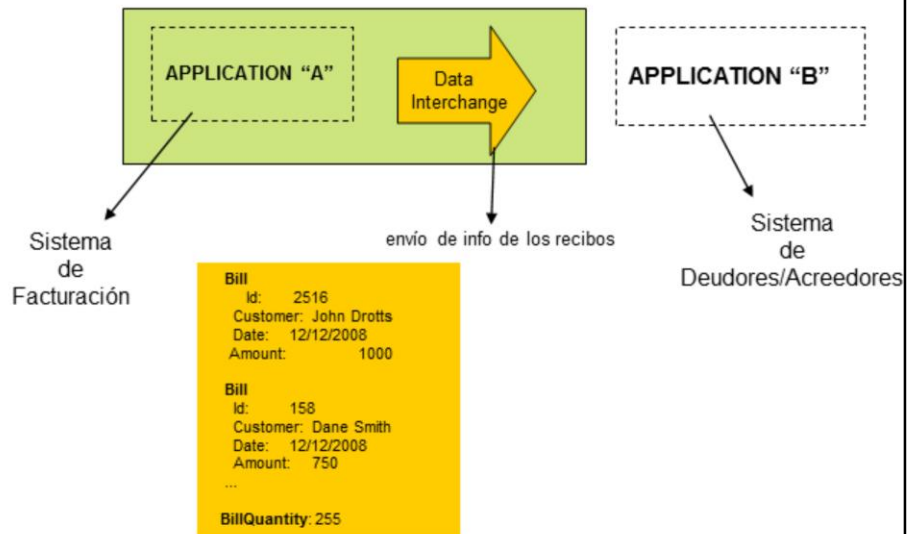 APPLICATION “A”
Data
Interchange
APPLICATION “B”
Sistema
de
Facturación
envío de info de los recibos
Sistema
de
Deudores/Acreedores
Bill
Id: 2516
Customer: John Drotts
Date: 12/12/2008
Amount: 1000
Bill
Id: 158
Customer: Dane Smith
Date: 12/12/2008
Amount: 750
...
BillQuantity: 255